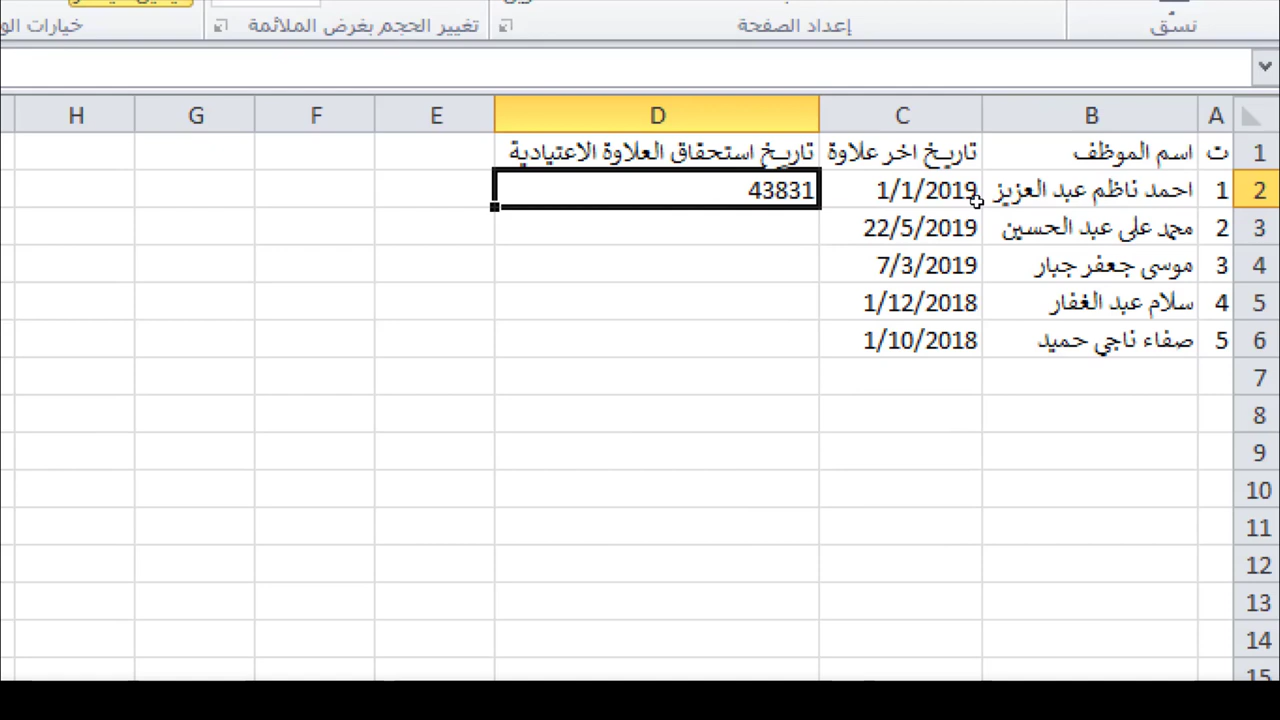 نسق
إعداد الصفحة
تغيير الحجم بغرض الملائمة
خيارات
A B C D E F G H
1 ت اسم الموظف تاريخ اخر علاوة تاريخ استحقاق العلاوة الاعتيادية
2 1 احمد ناظم عبد العزيز 1/1/2019 43831
3 2 محمد علي عبد الحسين 22/5/2019
4 3 موسى جعفر جبار 7/3/2019
5 4 سلام عبد الغفار 1/12/2018
6 5 صفاء ناجي حميد 1/10/2018
7
8
9
10
11
12
13
14
15